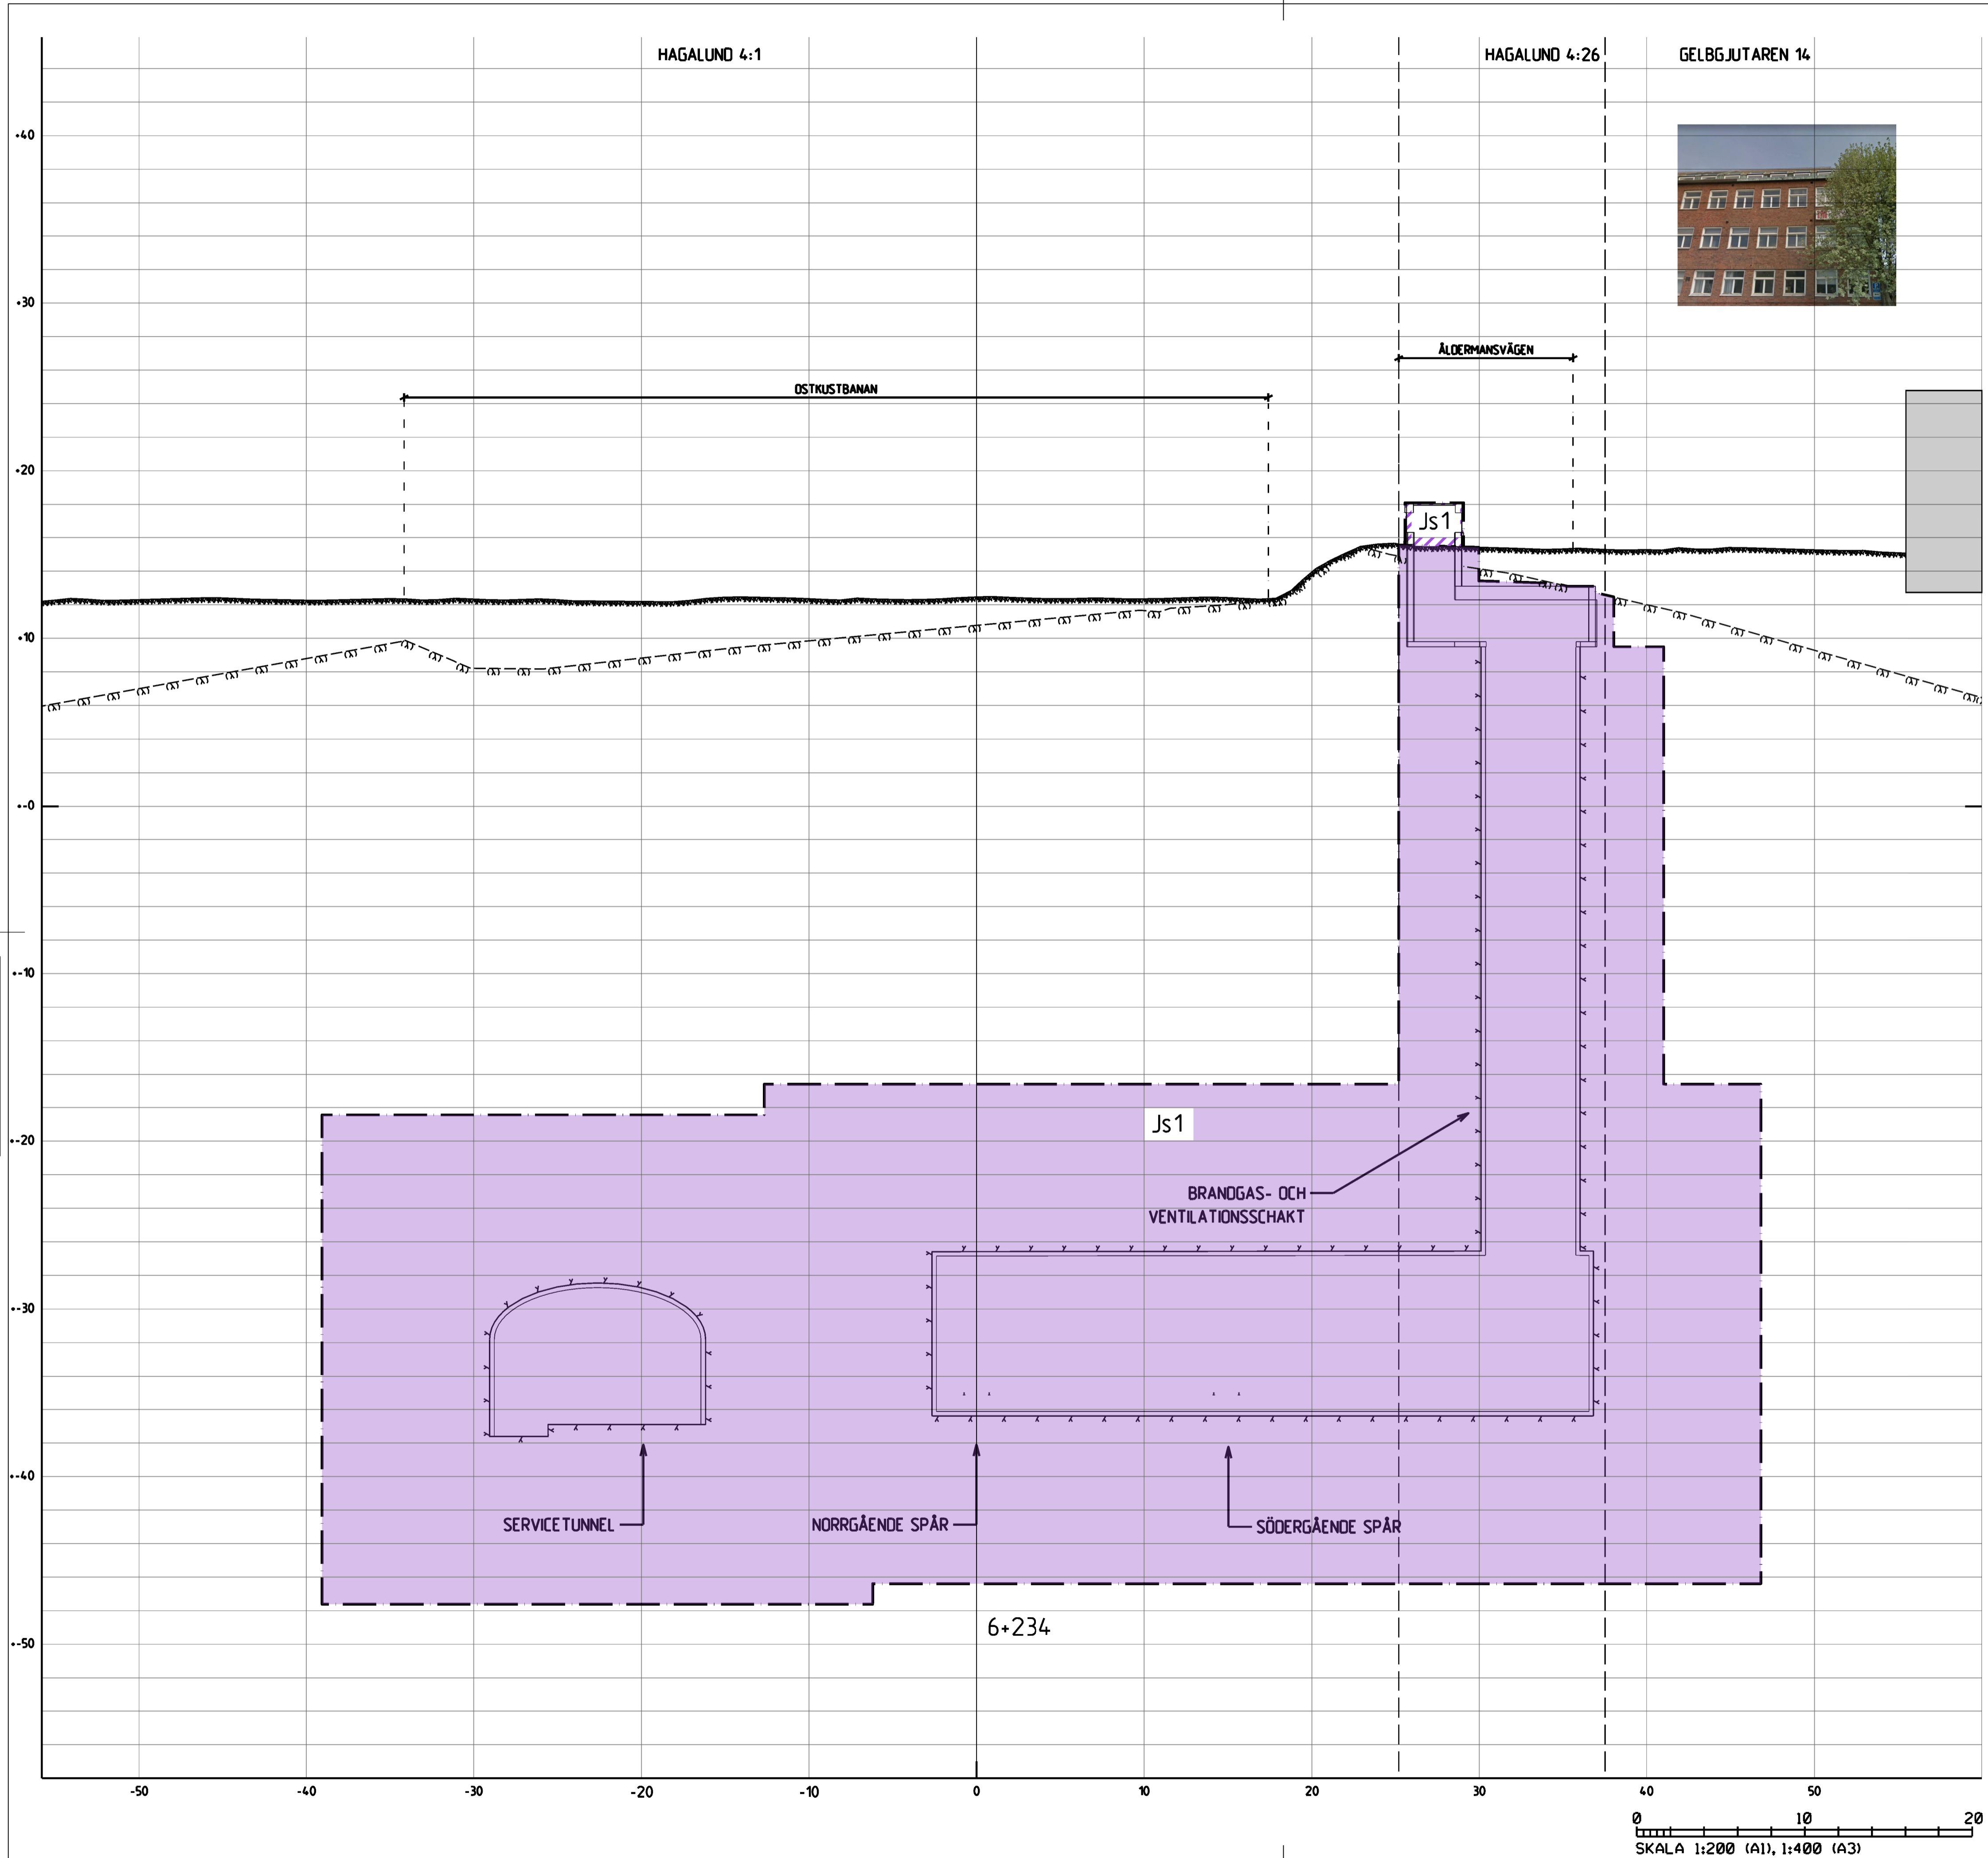 HAGALUND 4:1
HAGALUND 4:26
GELBGJUTAREN 14
+40
+30
ÅLDERMANSVÄGEN
OSTKUSTBANAN
+20
Js1
+10
+-0
+-10
Js1
+-20
BRANDGAS- OCH
VENTILATIONSSCHAKT
+-30
+-40
SERVICETUNNEL
NORRGÅENDE SPÅR
SÖDERGÅENDE SPÅR
6+234
+-50
-50 -40 -30 -20 -10 0 10 20 30 40 50
0 10 20
SKALA 1:200 (A1), 1:400 (A3)